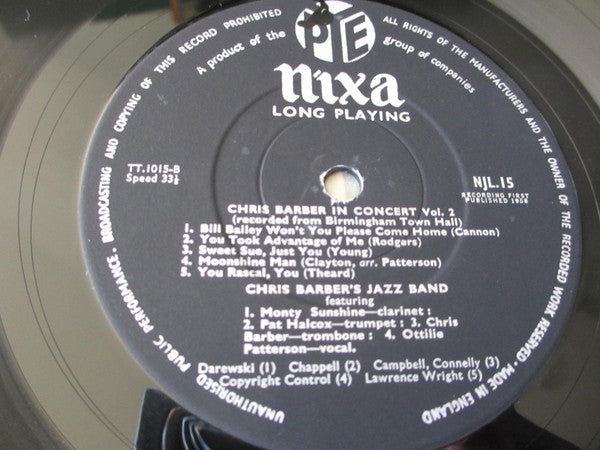 UNAUTHORISED PUBLIC PERFORMANCE, BROADCASTING AND COPYING OF THIS RECORD PROHIBITED
ALL RIGHTS OF THE MANUFACTURERS AND THE OWNER OF THE RECORDED WORK RESERVED · MADE IN ENGLAND
A product of the PYE group of companies
nixa
LONG PLAYING
TT.1015-B
Speed 33⅓
NJL.15
RECORDING FIRST
PUBLISHED 1958
CHRIS BARBER IN CONCERT Vol. 2
(recorded from Birmingham Town Hall)
1. Bill Bailey Won't You Please Come Home (Cannon)
2. You Took Advantage of Me (Rodgers)
3. Sweet Sue, Just You (Young)
4. Moonshine Man (Clayton, arr. Patterson)
5. You Rascal, You (Theard)
CHRIS BARBER'S JAZZ BAND
featuring
1. Monty Sunshine—clarinet :
2. Pat Halcox—trumpet : 3. Chris
Barber—trombone : 4. Ottilie
Patterson—vocal.
Darewski (1) Chappell (2) Campbell, Connelly (3)
Copyright Control (4) Lawrence Wright (5)